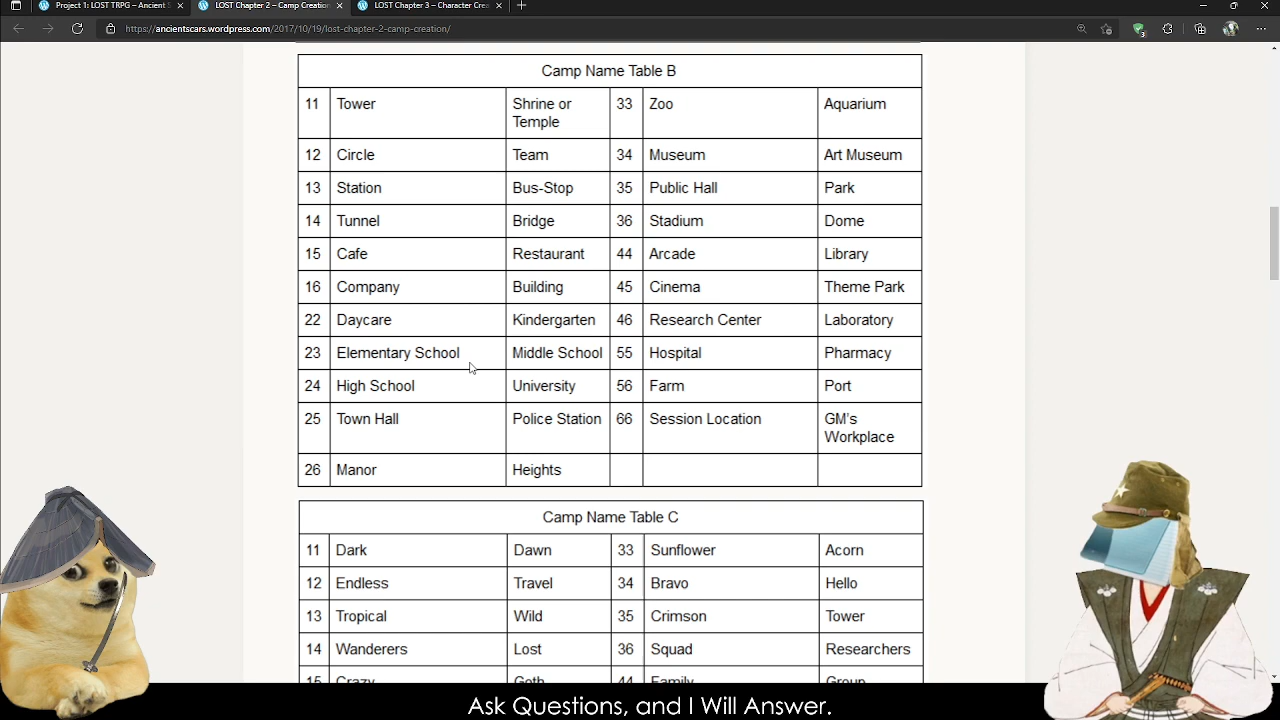 Project 1: LOST TRPG – Ancient S
LOST Chapter 2 – Camp Creation
LOST Chapter 3 – Character Cre
https://ancientscars.wordpress.com/2017/10/19/lost-chapter-2-camp-creation/
Camp Name Table B
11 Tower Shrine or Temple 33 Zoo Aquarium
12 Circle Team 34 Museum Art Museum
13 Station Bus-Stop 35 Public Hall Park
14 Tunnel Bridge 36 Stadium Dome
15 Cafe Restaurant 44 Arcade Library
16 Company Building 45 Cinema Theme Park
22 Daycare Kindergarten 46 Research Center Laboratory
23 Elementary School Middle School 55 Hospital Pharmacy
24 High School University 56 Farm Port
25 Town Hall Police Station 66 Session Location GM's Workplace
26 Manor Heights
Camp Name Table C
11 Dark Dawn 33 Sunflower Acorn
12 Endless Travel 34 Bravo Hello
13 Tropical Wild 35 Crimson Tower
14 Wanderers Lost 36 Squad Researchers
15 Crazy Goth 44 Family Group
Ask Questions, and I Will Answer.